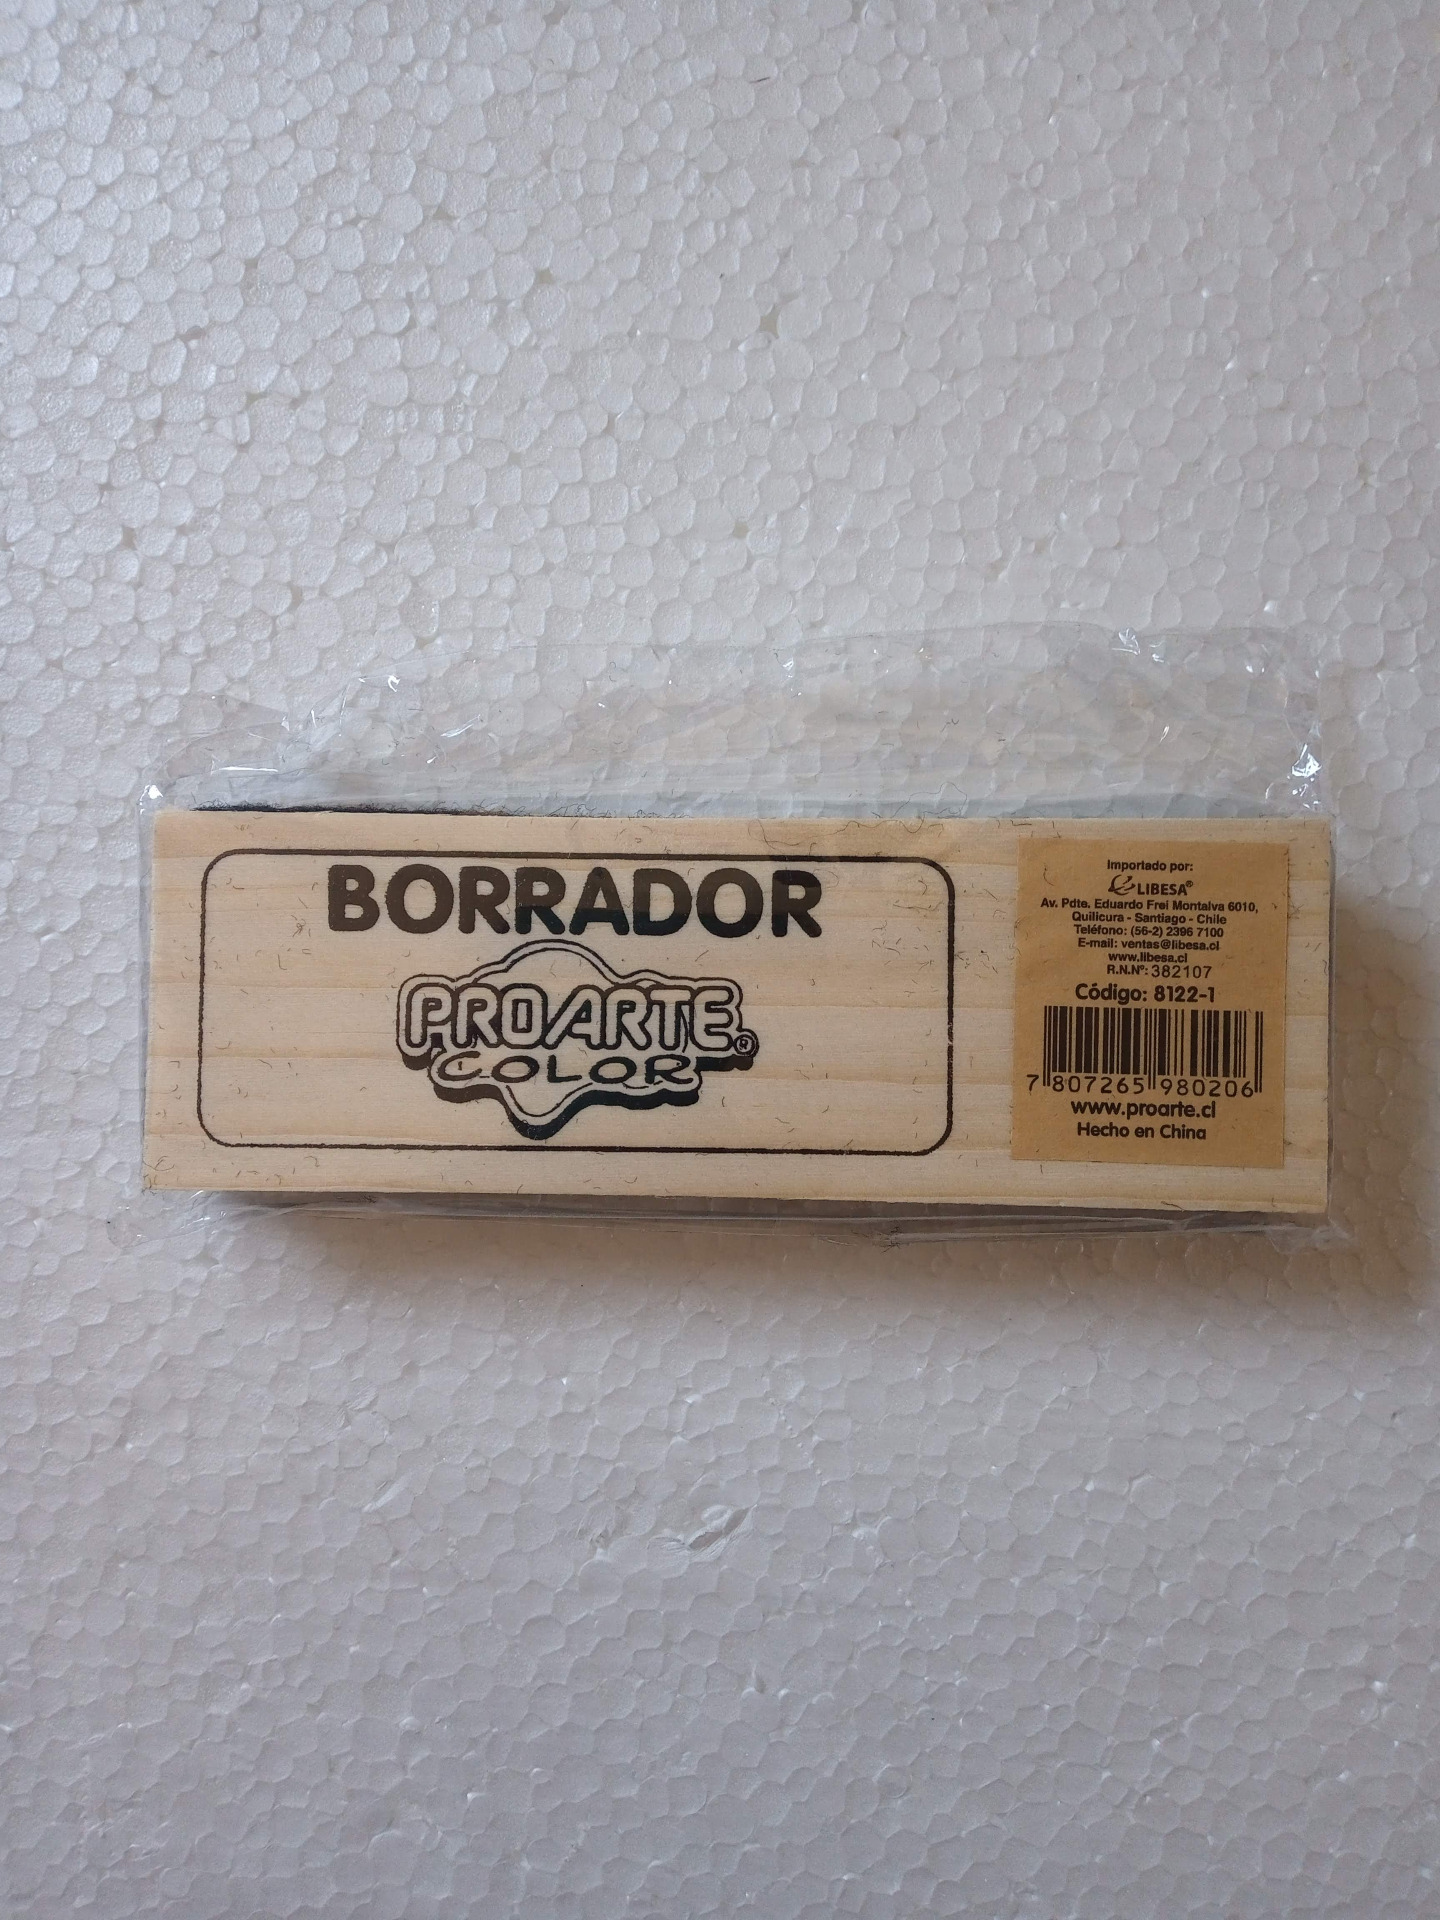 BORRADOR
PROARTE®
COLOR
Importado por:
LIBESA®
Av. Pdte. Eduardo Frei Montalva 6010,
Quilicura - Santiago - Chile
Teléfono: (56-2) 2396 7100
E-mail: ventas@libesa.cl
www.libesa.cl
R.N.Nº: 382107
Código: 8122-1
7 807265 980206
www.proarte.cl
Hecho en China